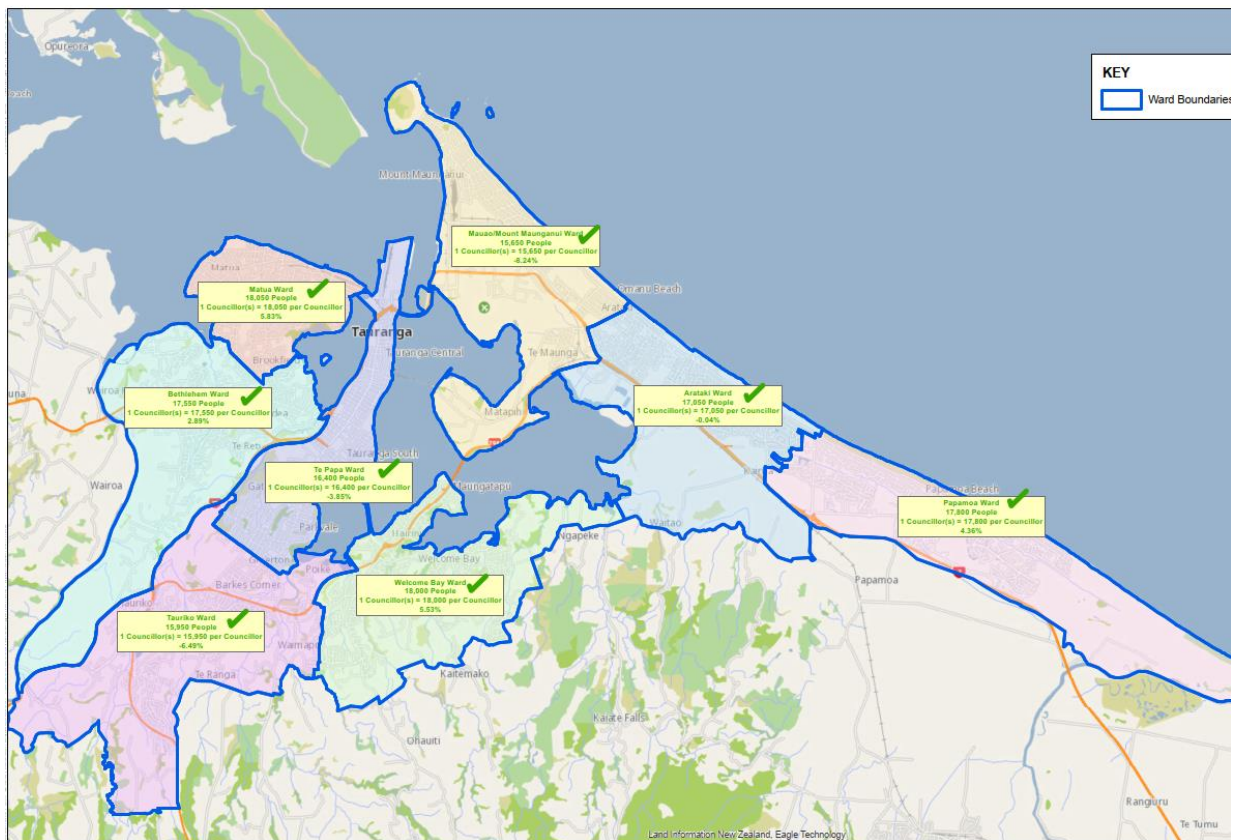 Opureora
each
KEY
Ward Boundaries
Mount Maunganui
Mauao/Mount Maunganui Ward
15,650 People
1 Councillor(s) = 15,650 per Councillor
-8.24%
Matua
Matua Ward
18,050 People
1 Councillor(s) = 18,050 per Councillor
5.83%
Omanu Beach
Tauranga
Tauranga Central
Te Maunga
Bethlehem Ward
17,550 People
1 Councillor(s) = 17,550 per Councillor
2.89%
Arataki Ward
17,050 People
1 Councillor(s) = 17,050 per Councillor
-0.04%
una
Te Papa Ward
16,400 People
1 Councillor(s) = 16,400 per Councillor
-3.85%
Tauranga South
Wairoa
Maungatapu
Papamoa Beach
Papamoa Ward
17,800 People
1 Councillor(s) = 17,800 per Councillor
4.36%
Waitao
Ngapeke
Welcome Bay
Barkes Corner
Poike
Papamoa
Welcome Bay Ward
18,000 People
1 Councillor(s) = 18,000 per Councillor
5.53%
Tauriko Ward
15,950 People
1 Councillor(s) = 15,950 per Councillor
-6.49%
Te Ranga
Kaitemako
Karate Falls
Ohauiti
Ranguru
Te Tumu
Land Information New Zealand, Eagle Technology